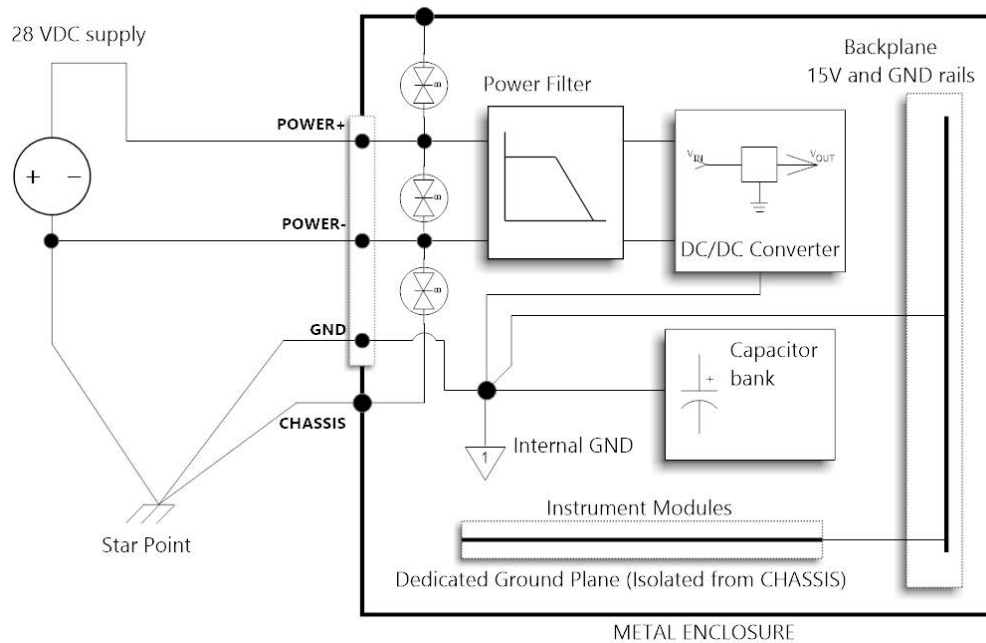 28 VDC supply
Backplane
15V and GND rails
Power Filter
POWER+
+ −
VIN
VOUT
POWER-
DC/DC Converter
GND
Capacitor
bank
+
CHASSIS
Internal GND
1
Instrument Modules
Star Point
Dedicated Ground Plane (Isolated from CHASSIS)
METAL ENCLOSURE